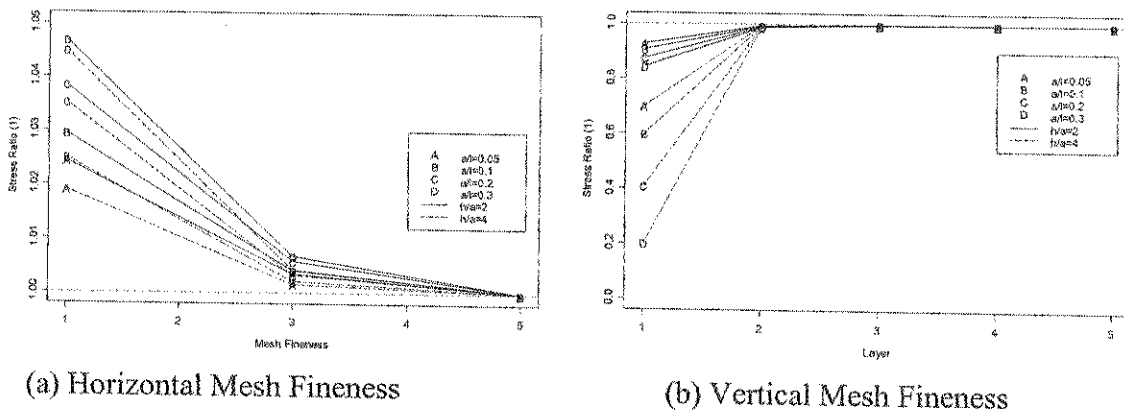 1.05
1.04
1.03
1.02
1.01
1.00
Stress Ratio (1)
D
D
C
C
B
B
A
A
A a/l=0.05
B a/l=0.1
C a/l=0.2
D a/l=0.3
h/a=2
h/a=4
1 2 3 4 5
Mesh Fineness
(a) Horizontal Mesh Fineness
1.0
0.8
0.6
0.4
0.2
0.0
Stress Ratio (1)
A
B
C
D
A
B
C
D
A a/l=0.05
B a/l=0.1
C a/l=0.2
D a/l=0.3
h/a=2
h/a=4
1 2 3 4 5
Layer
(b) Vertical Mesh Fineness